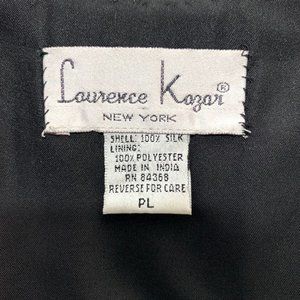 Laurence Kazar®
NEW YORK
SHELL: 100% SILK
LINING:
100% POLYESTER
MADE IN INDIA
RN 84368
REVERSE FOR CARE
PL